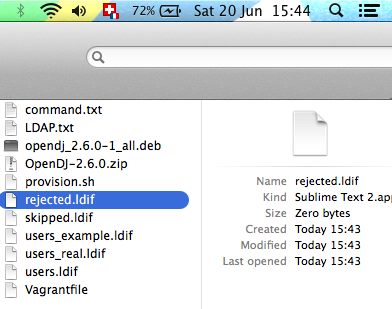 72% Sat 20 Jun 15:44
command.txt
LDAP.txt
opendj_2.6.0-1_all.deb
OpenDJ-2.6.0.zip
provision.sh
rejected.ldif
skipped.ldif
users_example.ldif
users_real.ldif
users.ldif
Vagrantfile
Name rejected.ldif
Kind Sublime Text 2.app
Size Zero bytes
Created Today 15:43
Modified Today 15:43
Last opened Today 15:43